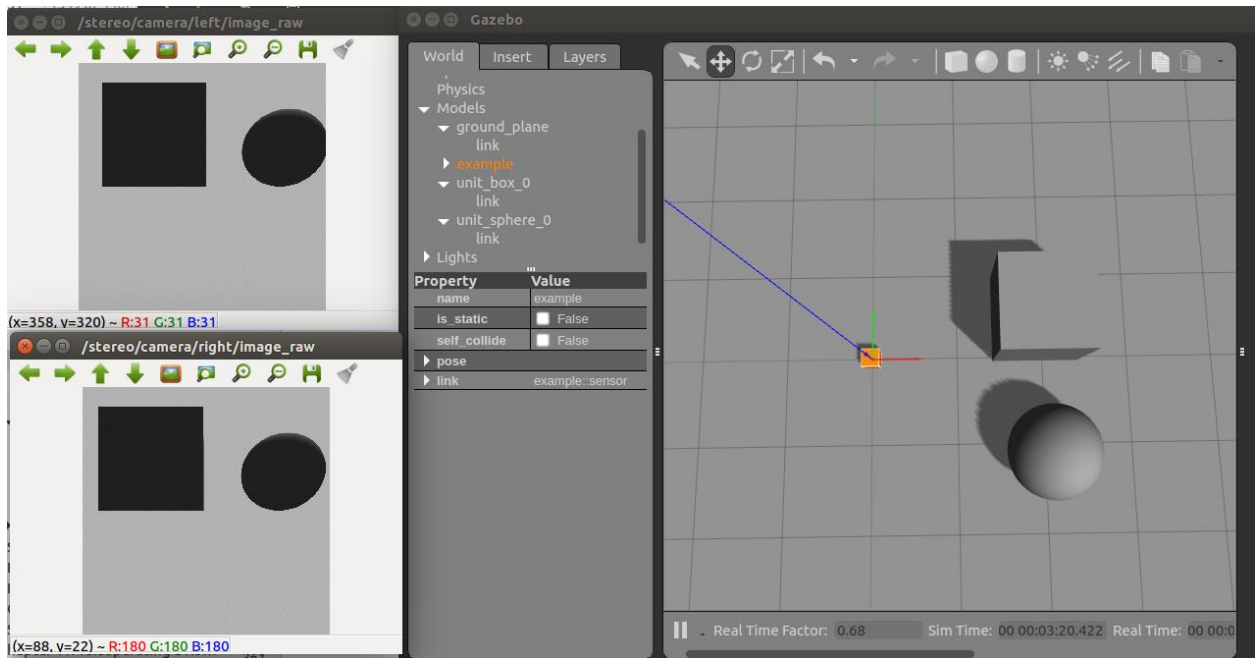 /stereo/camera/left/image_raw
(x=358, y=320) ~ R:31 G:31 B:31
/stereo/camera/right/image_raw
(x=88, y=22) ~ R:180 G:180 B:180
Gazebo
World Insert Layers
Physics
Models
ground_plane
link
example
unit_box_0
link
unit_sphere_0
link
Lights
Property Value
name example
is_static False
self_collide False
pose
link example::sensor
Real Time Factor: 0.68 Sim Time: 00 00:03:20.422 Real Time: 00 00:0